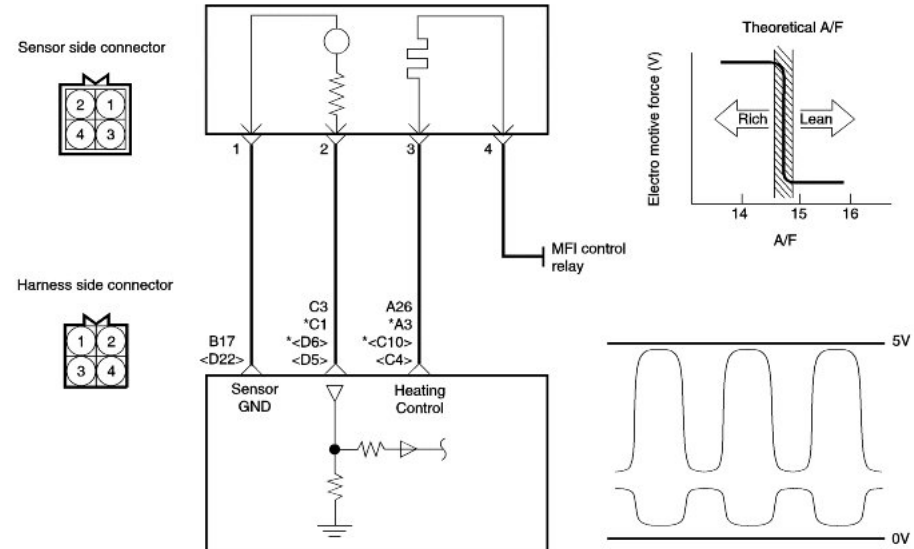 Sensor side connector
2 1
4 3
1 2 3 4
MFI control
relay
Harness side connector
1 2
3 4
B17
<D22>
C3
*C1
*<D6>
<D5>
A26
*A3
*<C10>
<C4>
Sensor
GND
Heating
Control
Theoretical A/F
Electro motive force (V)
Rich Lean
14 15 16
A/F
5V
0V